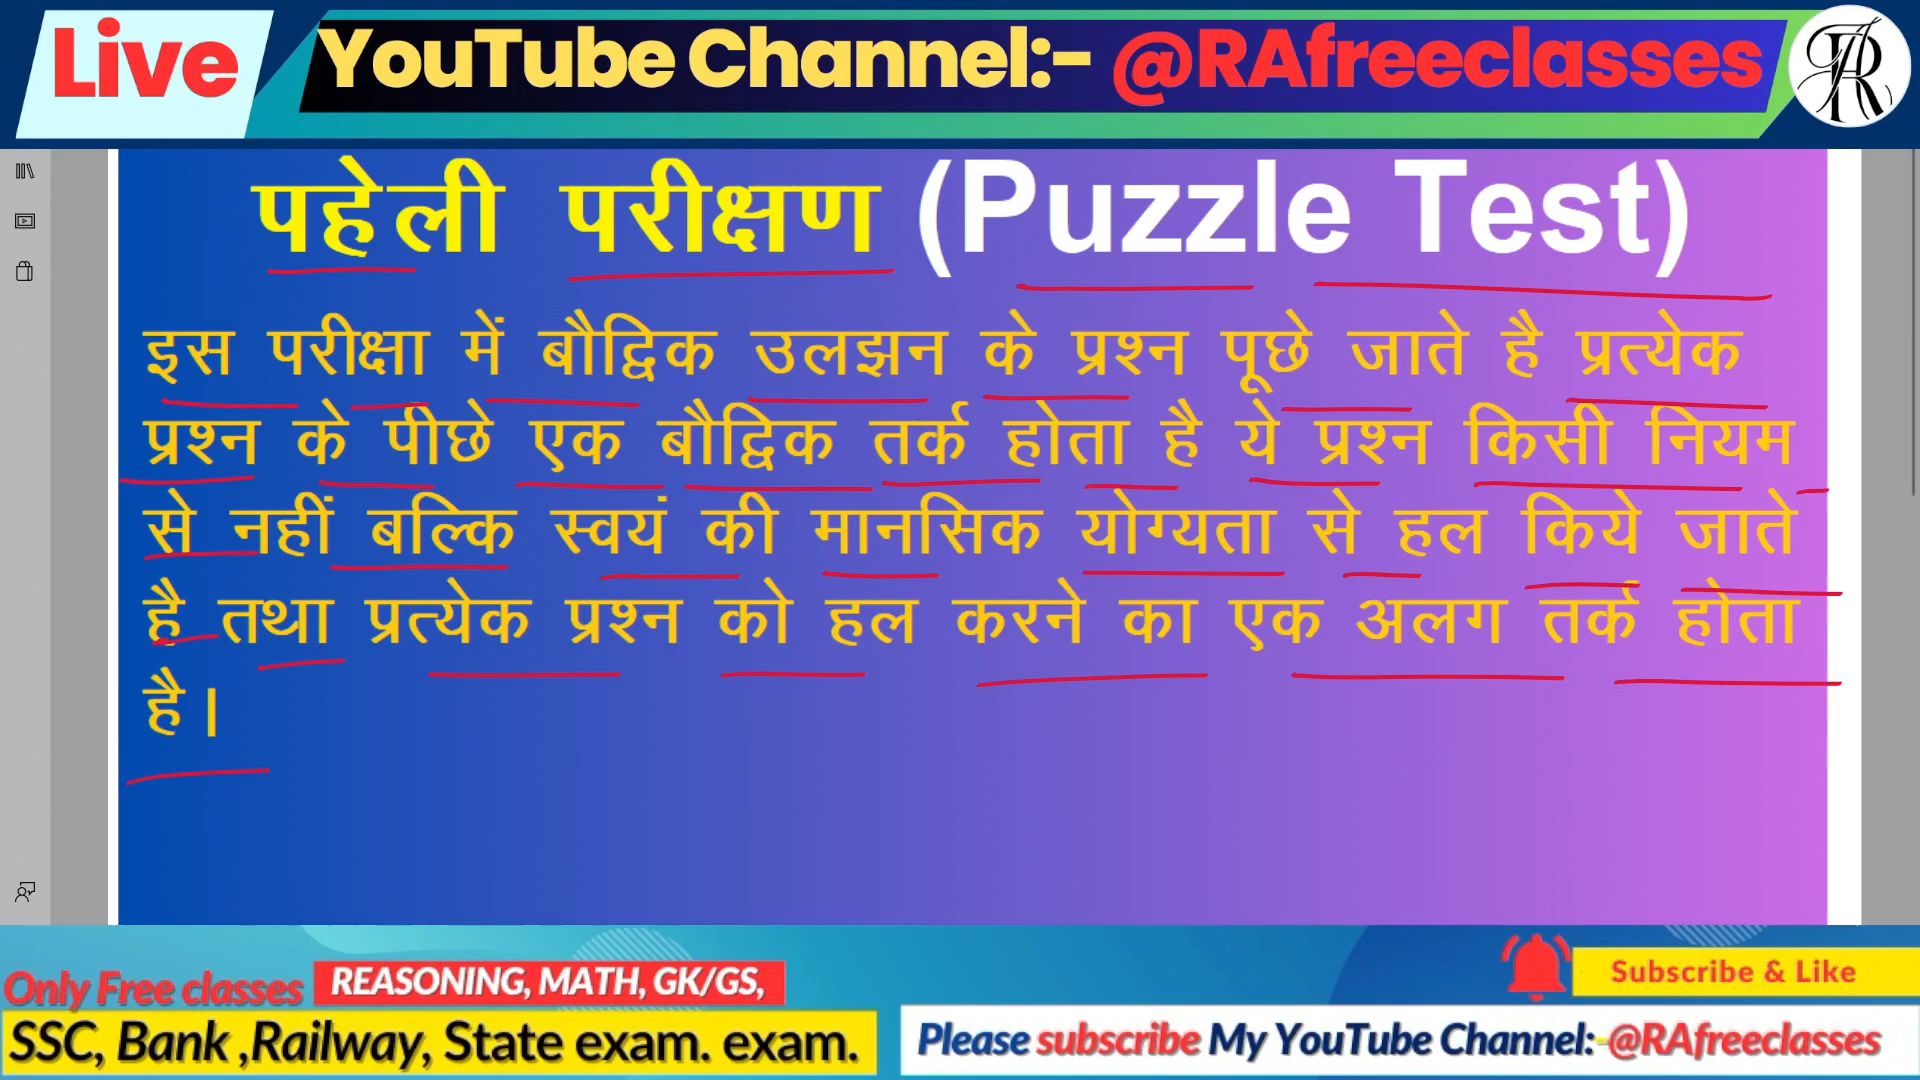 Live
YouTube Channel:- @RAfreeclasses
पहेली परीक्षण (Puzzle Test)
इस परीक्षा में बौद्विक उलझन के प्रश्न पूछे जाते है प्रत्येक
प्रश्न के पीछे एक बौद्विक तर्क होता है ये प्रश्न किसी नियम
से नहीं बल्कि स्वयं की मानसिक योग्यता से हल किये जाते
है तथा प्रत्येक प्रश्न को हल करने का एक अलग तर्क होता
है।
Only Free classes REASONING, MATH, GK/GS,
Subscribe & Like
SSC, Bank ,Railway, State exam. exam.
Please subscribe My YouTube Channel:-@RAfreeclasses